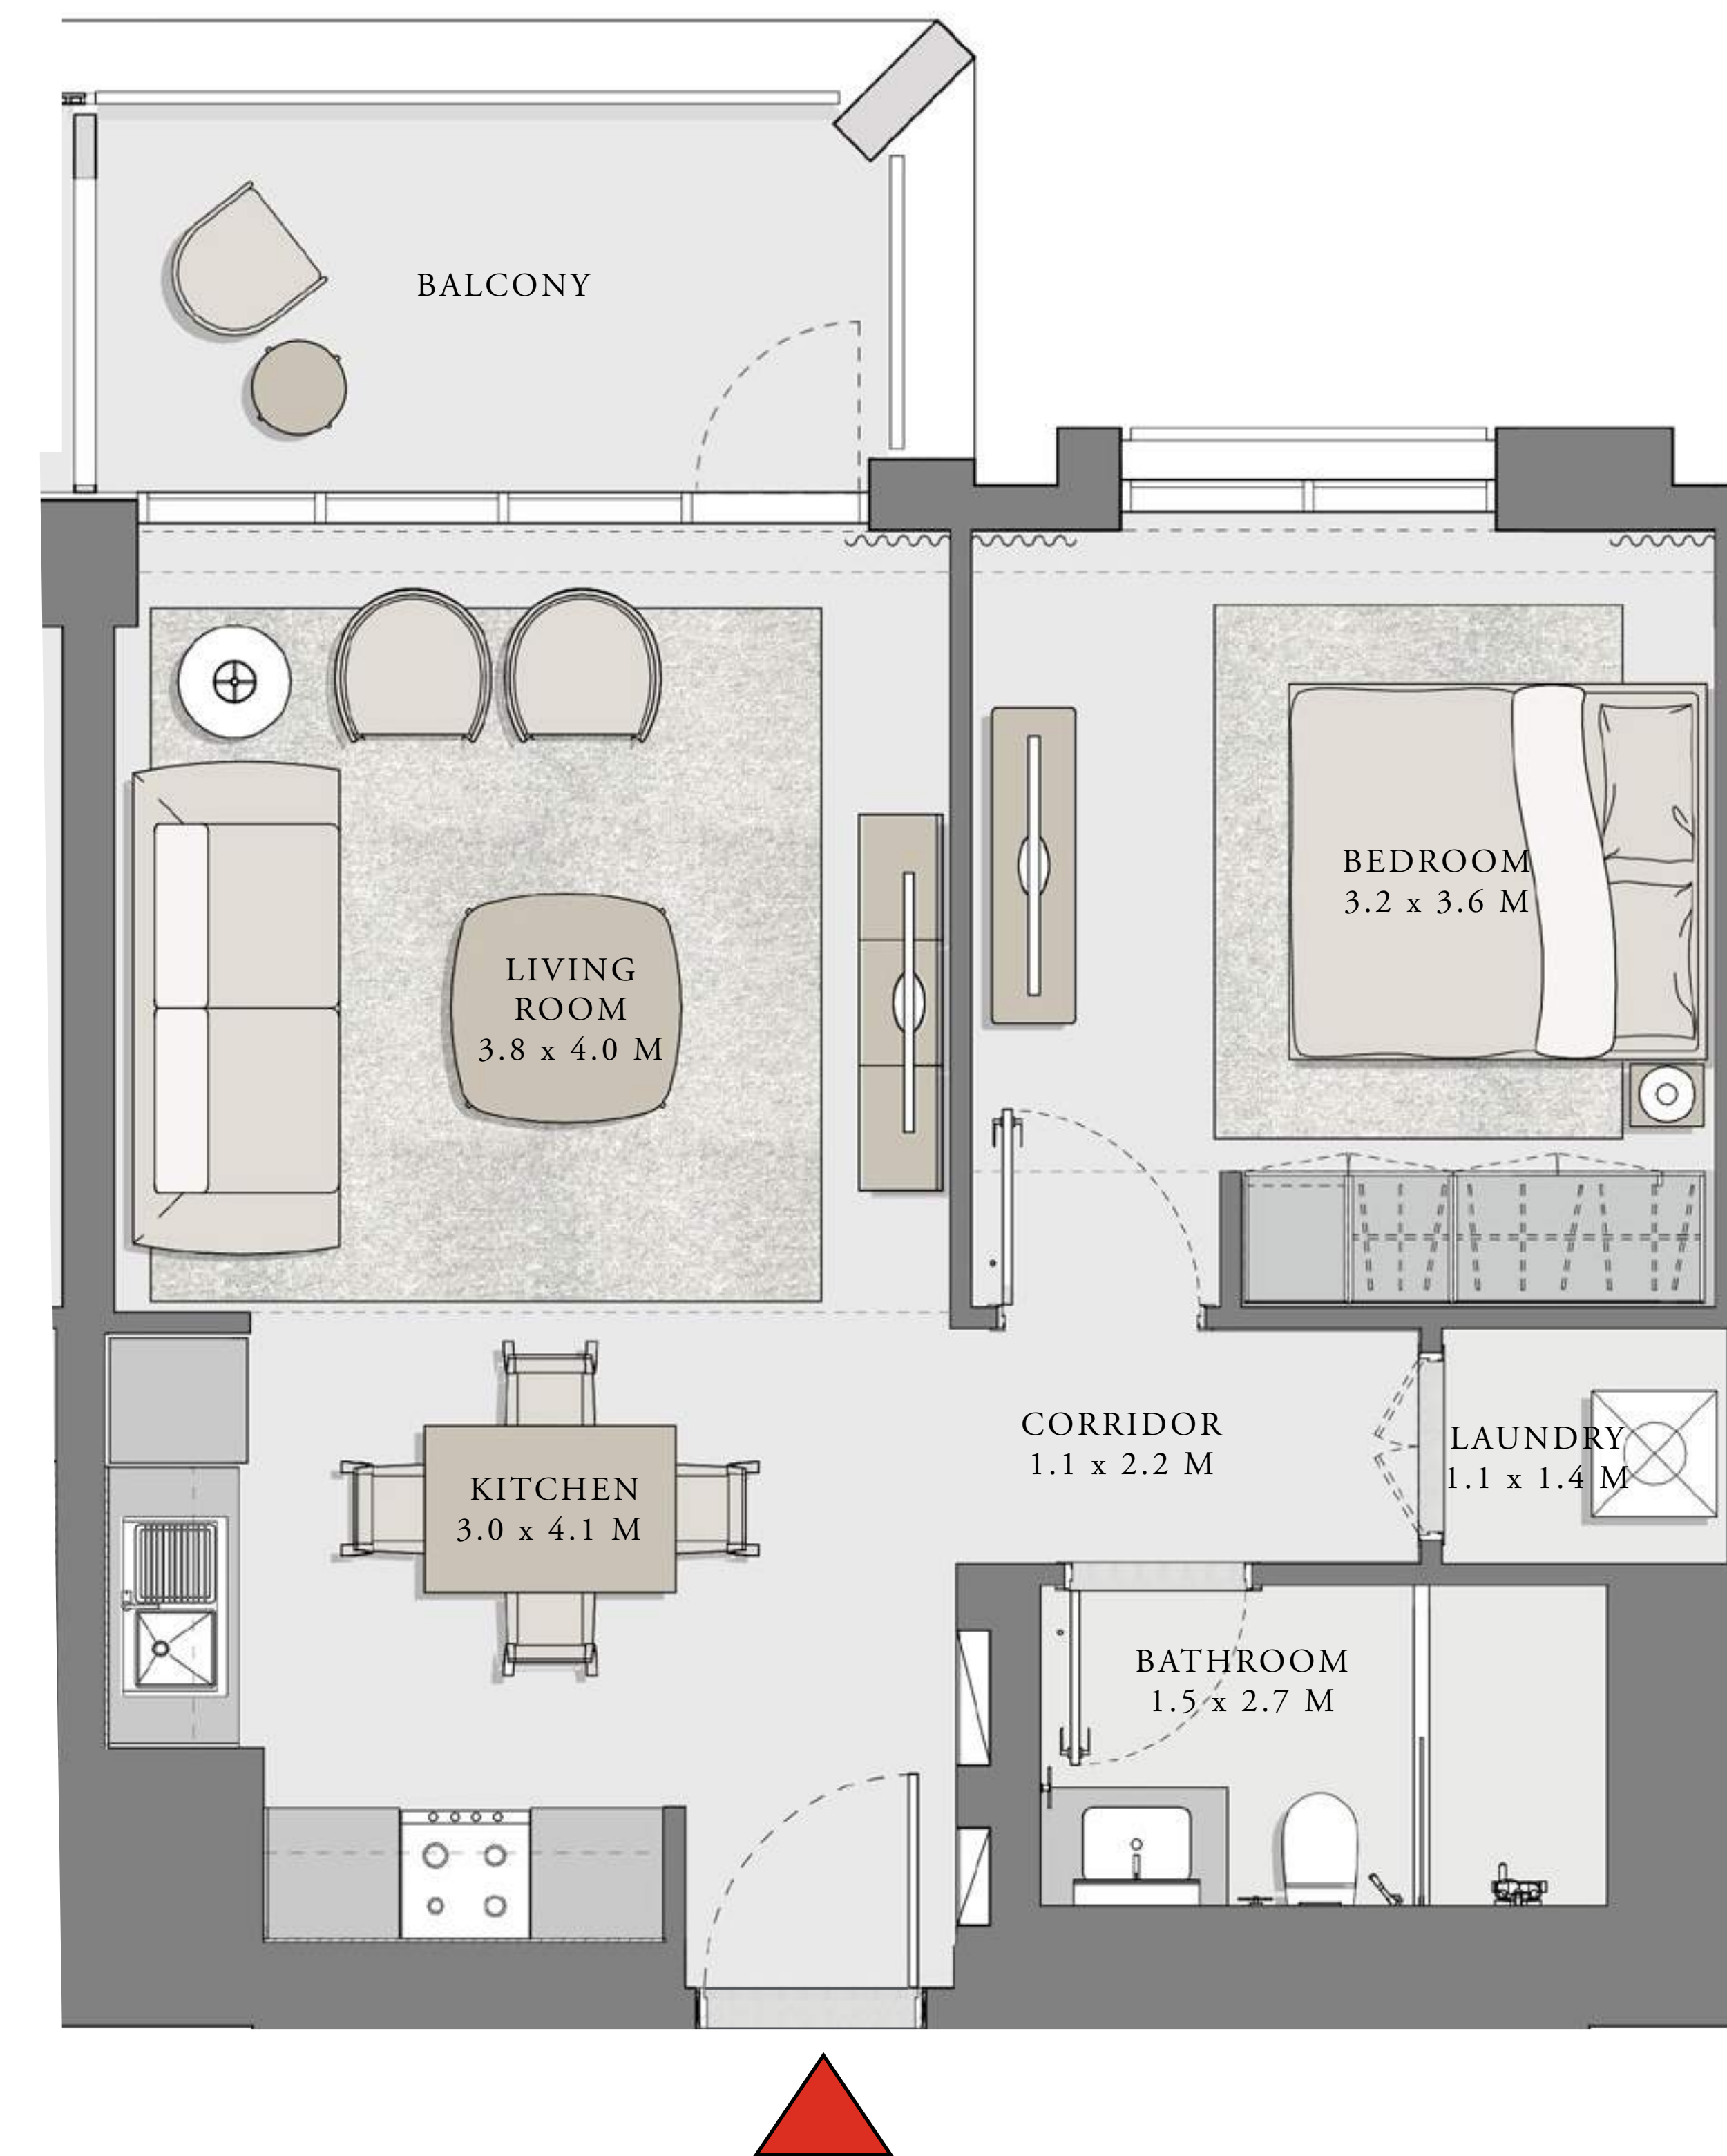 BALCONY
BEDROOM
3.2 x 3.6 M
LIVING
ROOM
3.8 x 4.0 M
CORRIDOR
1.1 x 2.2 M
LAUNDRY
1.1 x 1.4 M
KITCHEN
3.0 x 4.1 M
BATHROOM
1.5 x 2.7 M